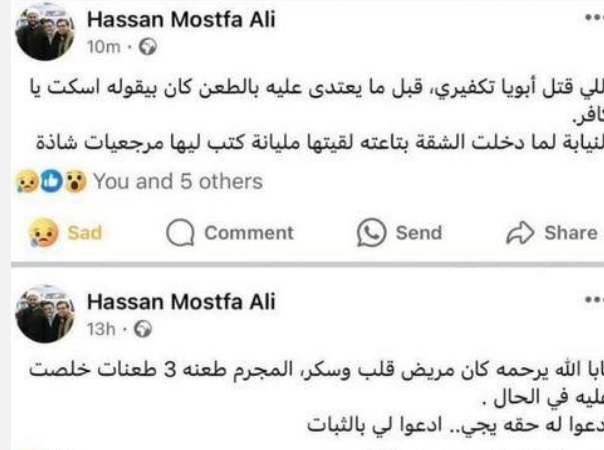 Hassan Mostfa Ali
10m
للي قتل أبويا تكفيري، قبل ما يعتدى عليه بالطعن كان بيقوله اسكت يا
كافر.
لنيابة لما دخلت الشقة بتاعته لقيتها مليانة كتب ليها مرجعيات شاذة
You and 5 others
Sad Comment Send Share
Hassan Mostfa Ali
13h
بابا الله يرحمه كان مريض قلب وسكر، المجرم طعنه 3 طعنات خلصت
عليه في الحال .
دعوا له حقه يجي.. ادعوا لي بالثبات